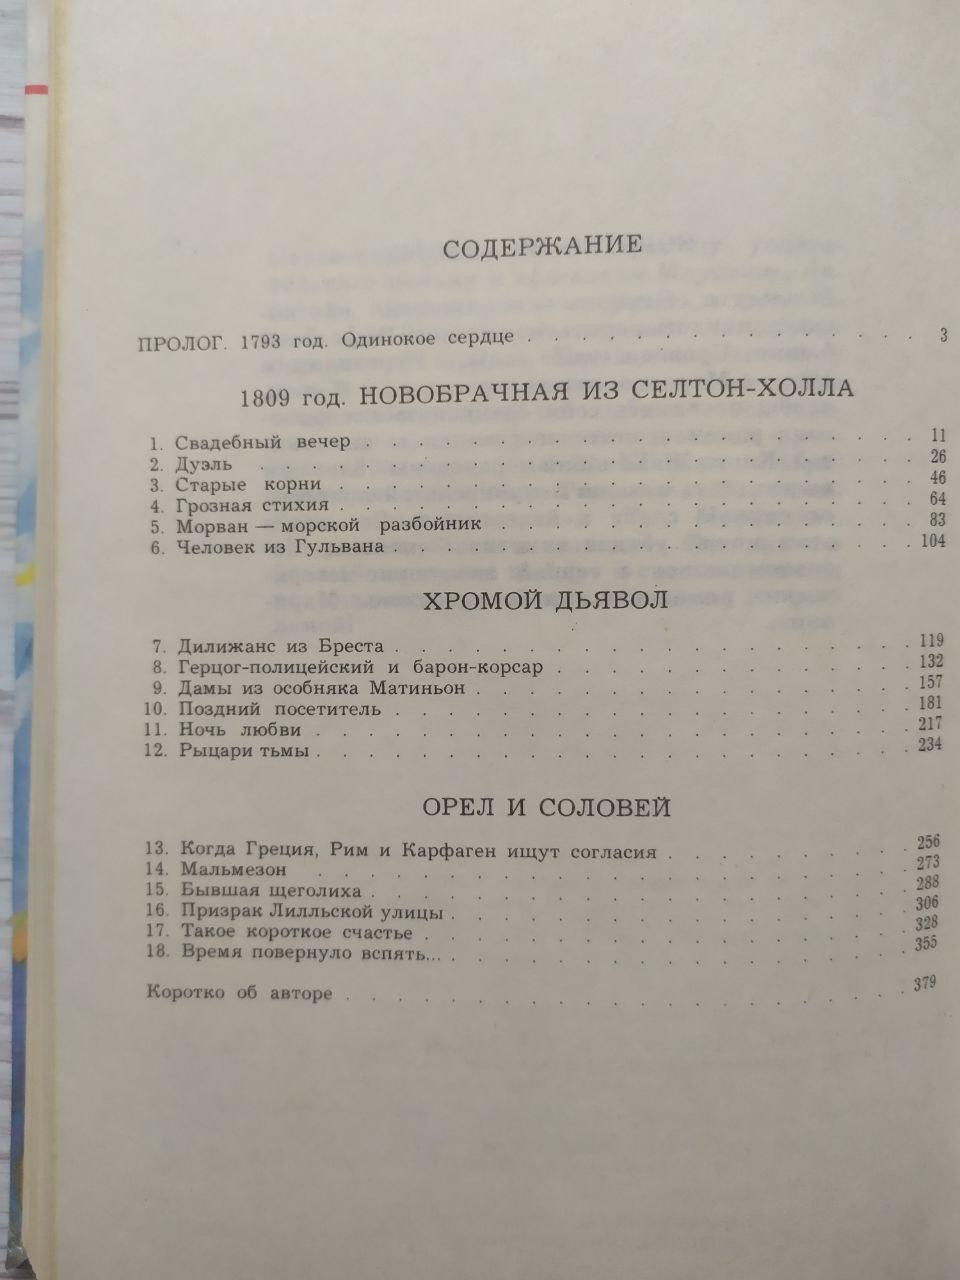 СОДЕРЖАНИЕ
ПРОЛОГ. 1793 год. Одинокое сердце . . . . . . . . . . . . . . . . 3
1809 год. НОВОБРАЧНАЯ ИЗ СЕЛТОН-ХОЛЛА
1. Свадебный вечер . . . . . . . . . . . . . . . . . . . . . 11
2. Дуэль . . . . . . . . . . . . . . . . . . . . . . . . . 26
3. Старые корни . . . . . . . . . . . . . . . . . . . . . . 46
4. Грозная стихия . . . . . . . . . . . . . . . . . . . . . . 64
5. Морван — морской разбойник . . . . . . . . . . . . . . . . 83
6. Человек из Гульвана . . . . . . . . . . . . . . . . . . . . 104
ХРОМОЙ ДЬЯВОЛ
7. Дилижанс из Бреста . . . . . . . . . . . . . . . . . . . . 119
8. Герцог-полицейский и барон-корсар . . . . . . . . . . . . . 132
9. Дамы из особняка Матиньон . . . . . . . . . . . . . . . . . 157
10. Поздний посетитель . . . . . . . . . . . . . . . . . . . . 181
11. Ночь любви . . . . . . . . . . . . . . . . . . . . . . . 217
12. Рыцари тьмы . . . . . . . . . . . . . . . . . . . . . . . 234
ОРЕЛ И СОЛОВЕЙ
13. Когда Греция, Рим и Карфаген ищут согласия . . . . . . . . . 256
14. Мальмезон . . . . . . . . . . . . . . . . . . . . . . . 273
15. Бывшая щеголиха . . . . . . . . . . . . . . . . . . . . . 288
16. Призрак Лилльской улицы . . . . . . . . . . . . . . . . . . 306
17. Такое короткое счастье . . . . . . . . . . . . . . . . . . . 328
18. Время повернуло вспять... . . . . . . . . . . . . . . . . . . 355
Коротко об авторе . . . . . . . . . . . . . . . . . . . . . . 379